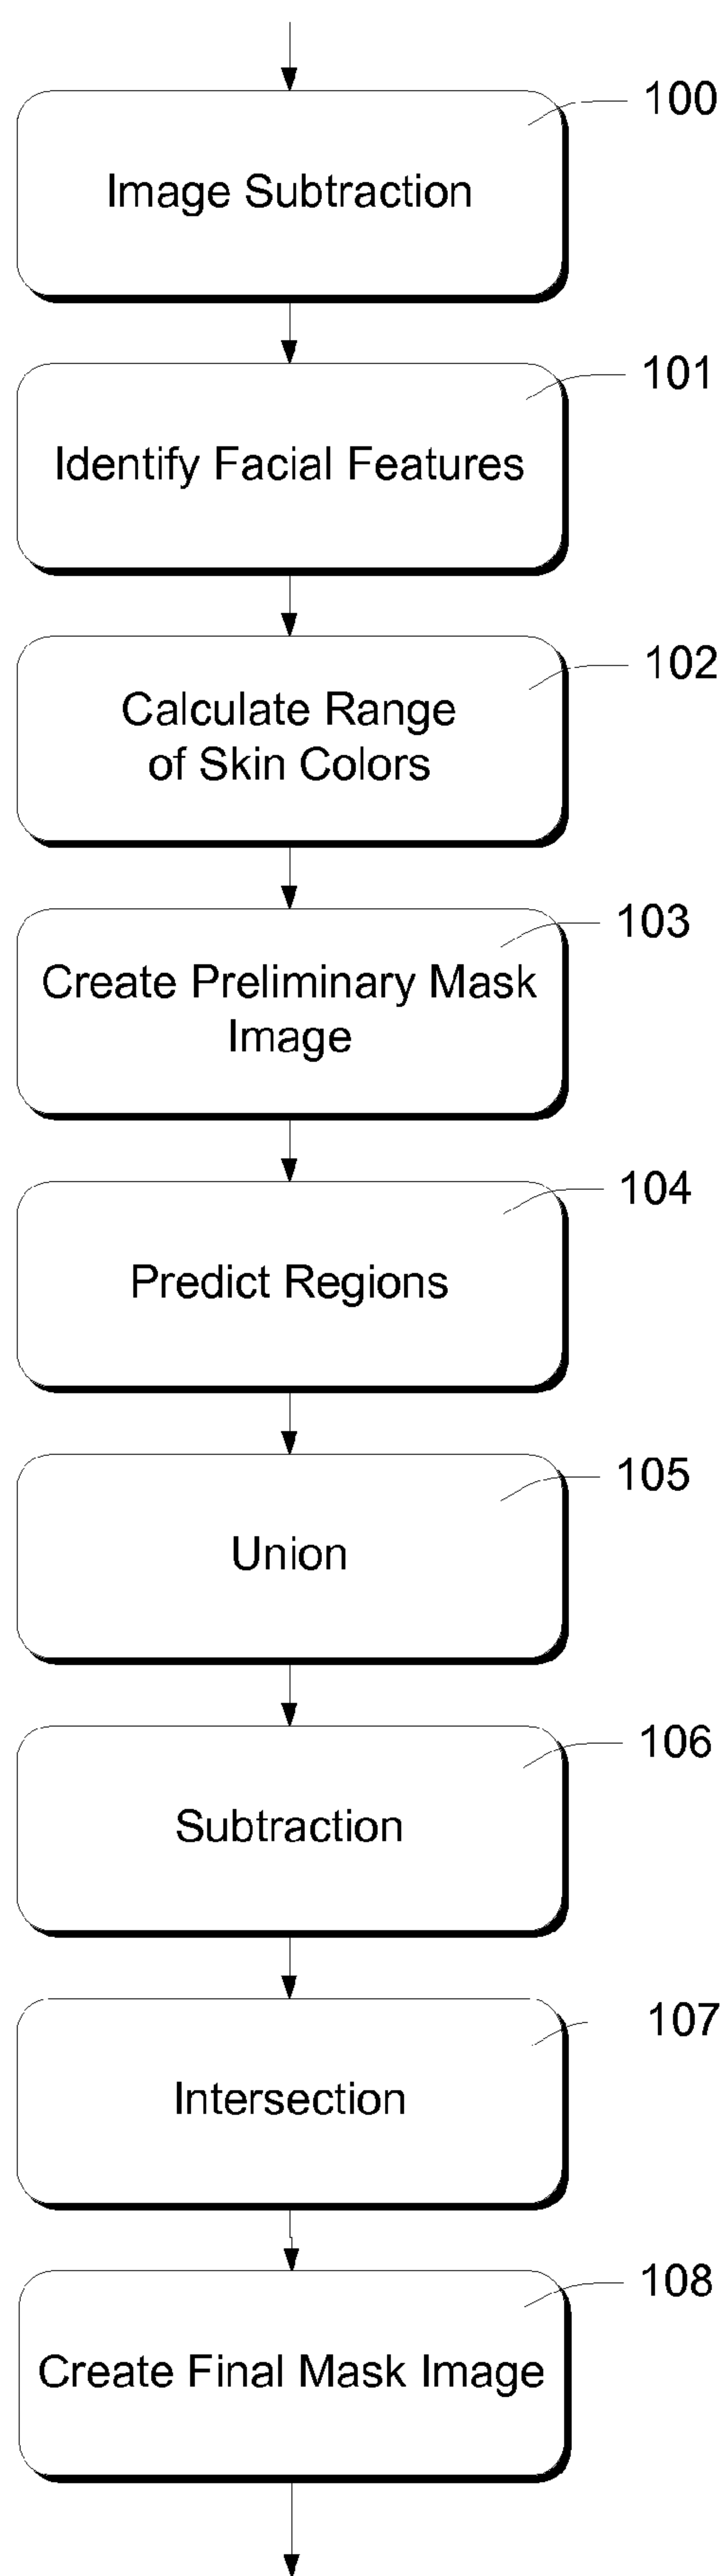 100
Image Subtraction
101
Identify Facial Features
102
Calculate Range
of Skin Colors
103
Create Preliminary Mask
Image
104
Predict Regions
105
Union
106
Subtraction
107
Intersection
108
Create Final Mask Image